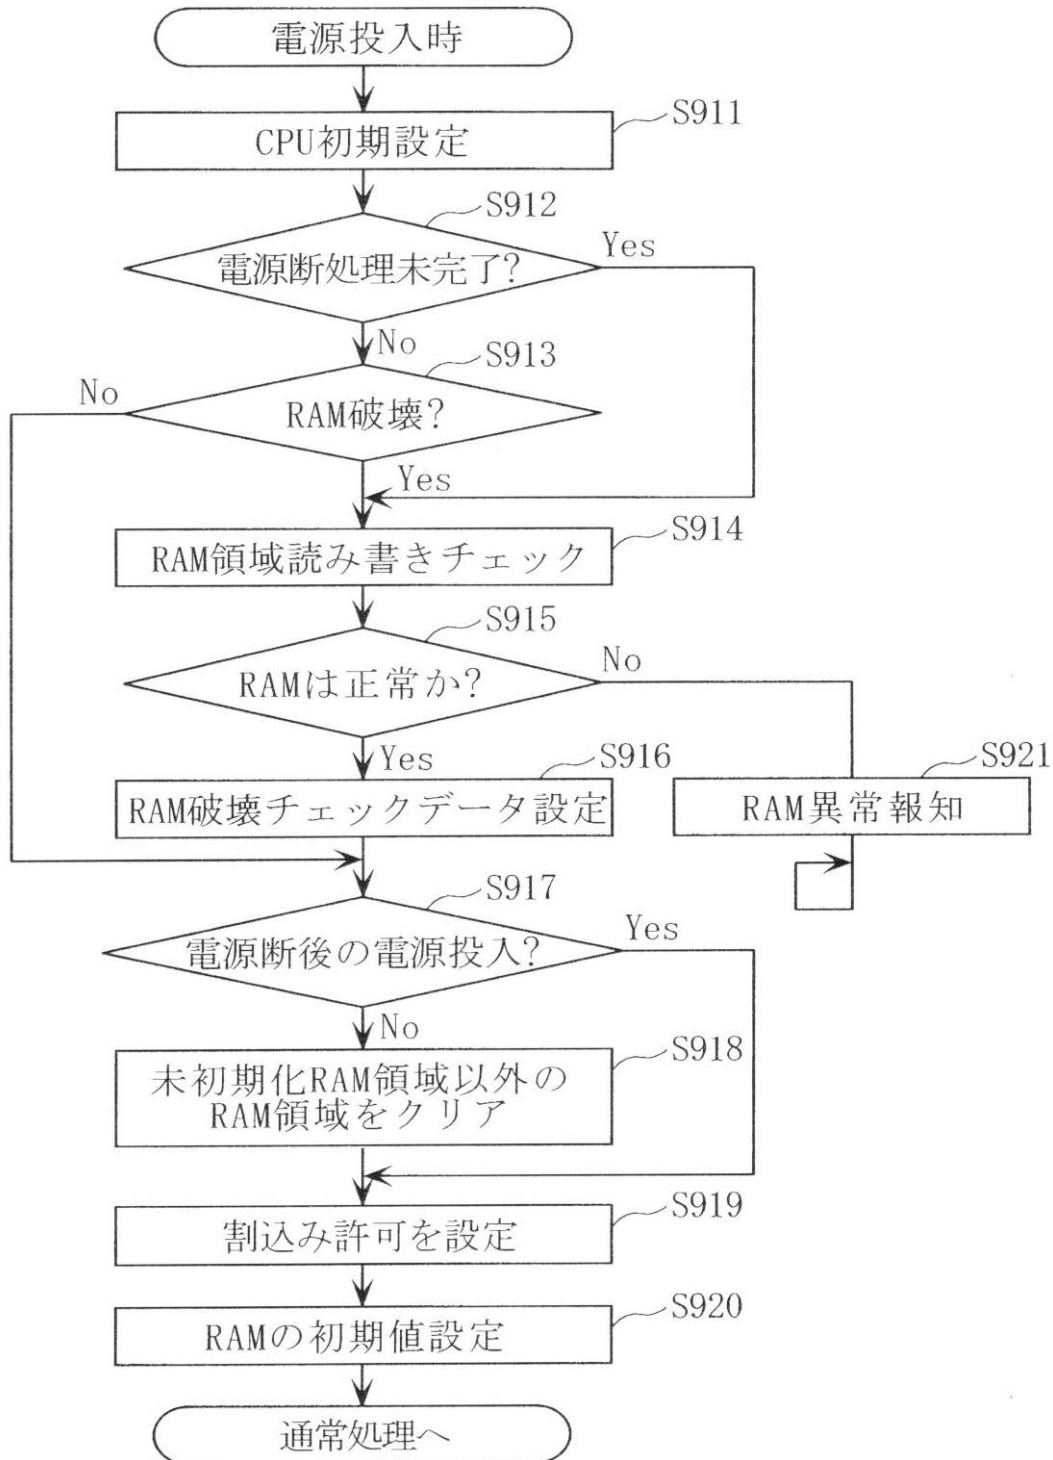 電源投入時
S911
CPU初期設定
S912
電源断処理未完了?
Yes
No
S913
No
RAM破壊?
Yes
S914
RAM領域読み書きチェック
S915
RAMは正常か?
No
Yes
S916
RAM破壊チェックデータ設定
S921
RAM異常報知
S917
電源断後の電源投入?
Yes
No
S918
未初期化RAM領域以外の
RAM領域をクリア
S919
割込み許可を設定
S920
RAMの初期値設定
通常処理へ